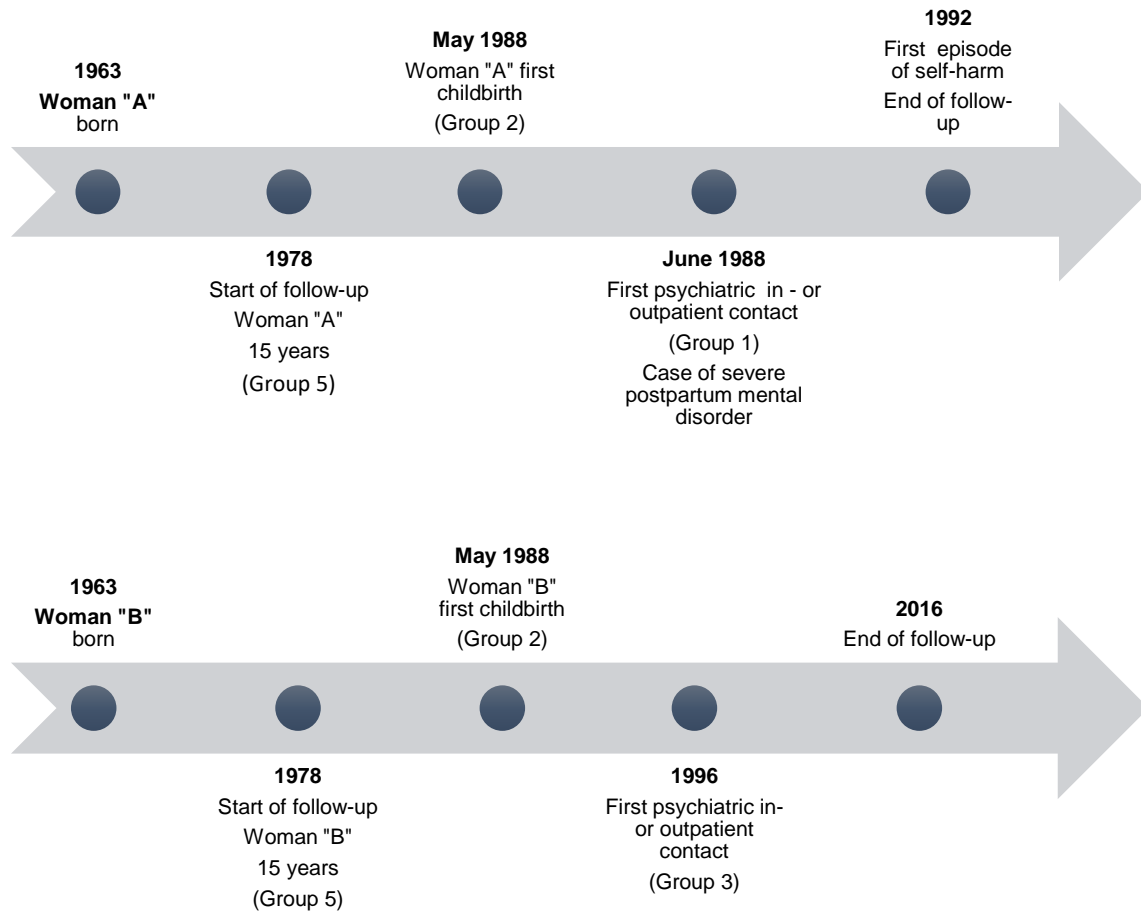 1963
Woman "A"
born
1978
Start of follow-up
Woman "A"
15 years
(Group 5)
May 1988
Woman "A" first
childbirth
(Group 2)
June 1988
First psychiatric in - or
outpatient contact
(Group 1)
Case of severe
postpartum mental
disorder
1992
First episode
of self-harm
End of follow-
up
1963
Woman "B"
born
1978
Start of follow-up
Woman "B"
15 years
(Group 5)
May 1988
Woman "B"
first childbirth
(Group 2)
1996
First psychiatric in-
or outpatient
contact
(Group 3)
2016
End of follow-up